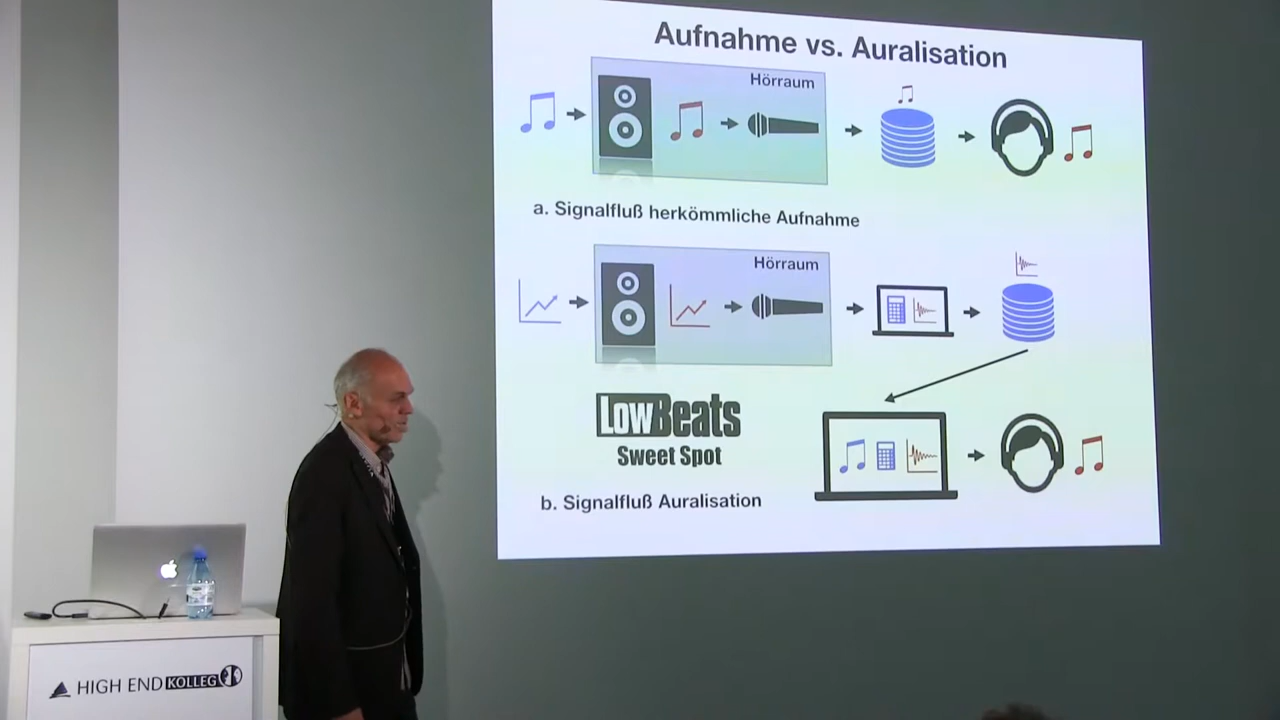 Aufnahme vs. Auralisation
Hörraum
a. Signalfluß herkömmliche Aufnahme
Hörraum
LowBeats
Sweet Spot
b. Signalfluß Auralisation
HIGH END KOLLEG